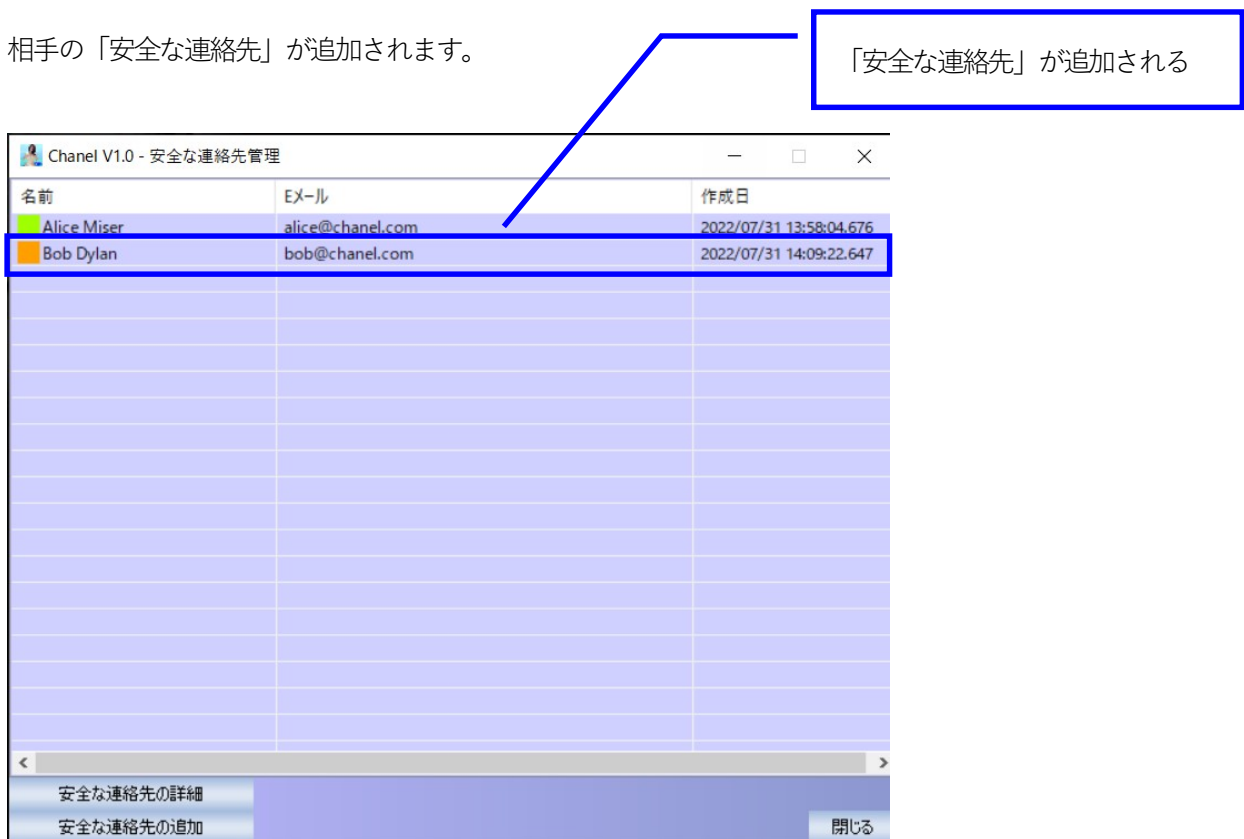 相手の「安全な連絡先」が追加されます。
「安全な連絡先」が追加される
Chanel V1.0 - 安全な連絡先管理
名前 Eメール 作成日
Alice Miser alice@chanel.com 2022/07/31 13:58:04.676
Bob Dylan bob@chanel.com 2022/07/31 14:09:22.647
安全な連絡先の詳細
安全な連絡先の追加 閉じる